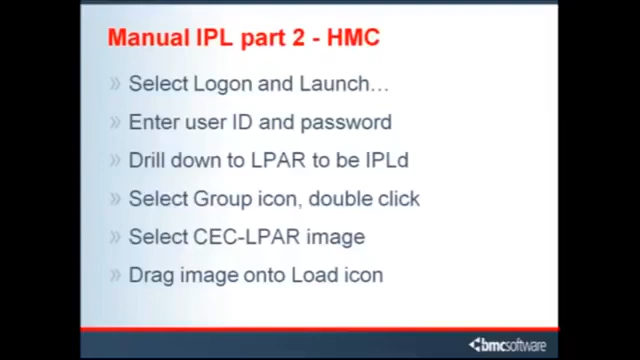 Manual IPL part 2 - HMC
» Select Logon and Launch…
» Enter user ID and password
» Drill down to LPAR to be IPLd
» Select Group icon, double click
» Select CEC-LPAR image
» Drag image onto Load icon
bmcsoftware